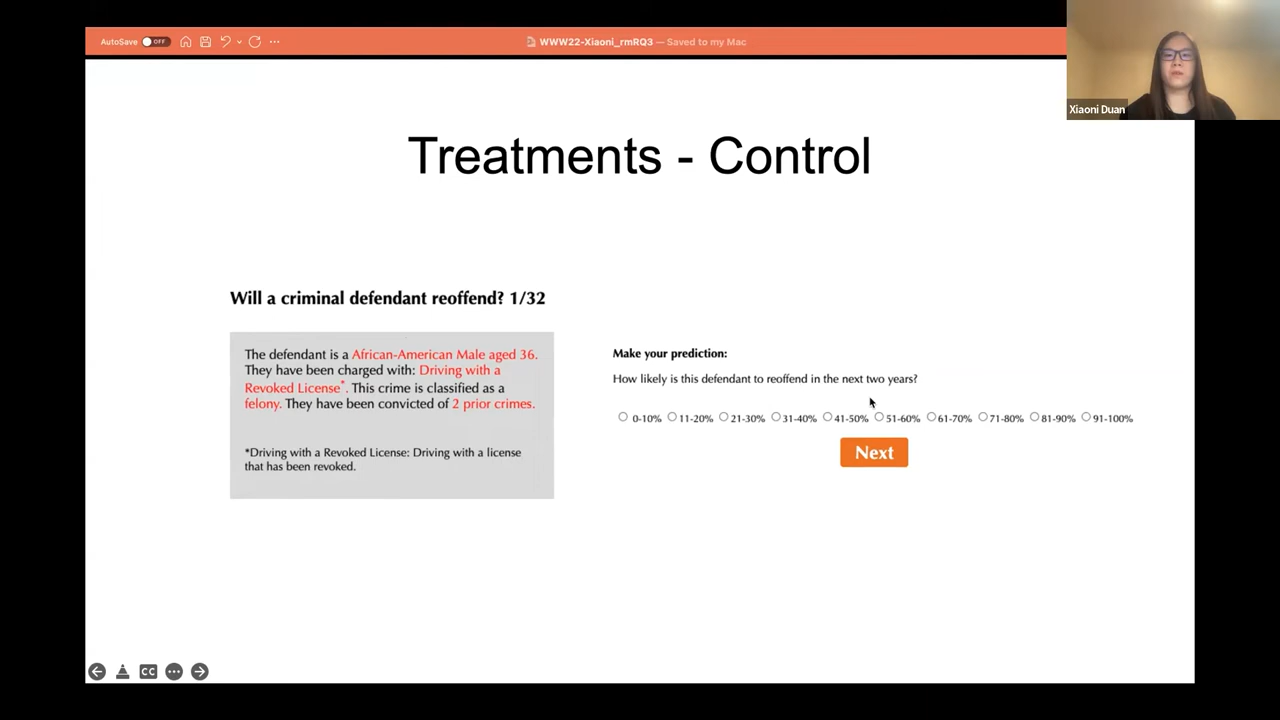 AutoSave OFF
WWW22-Xiaoni_rmRQ3 — Saved to my Mac
Xiaoni Duan
Treatments - Control
Will a criminal defendant reoffend? 1/32
The defendant is a African-American Male aged 36.
They have been charged with: Driving with a
Revoked License*. This crime is classified as a
felony. They have been convicted of 2 prior crimes.
*Driving with a Revoked License: Driving with a license
that has been revoked.
Make your prediction:
How likely is this defendant to reoffend in the next two years?
0-10% 11-20% 21-30% 31-40% 41-50% 51-60% 61-70% 71-80% 81-90% 91-100%
Next
CC